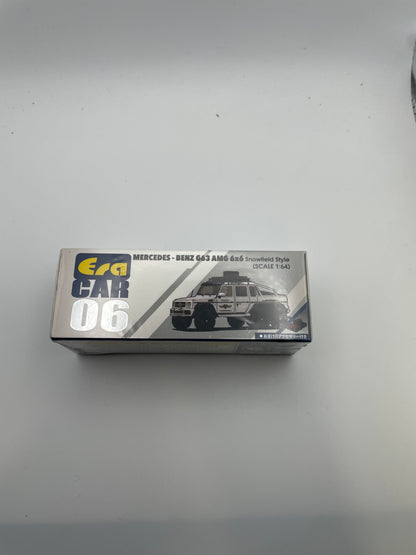 Era
CAR
06
MERCEDES - BENZ G63 AMG 6x6 Snowfield Style
(SCALE 1:64)